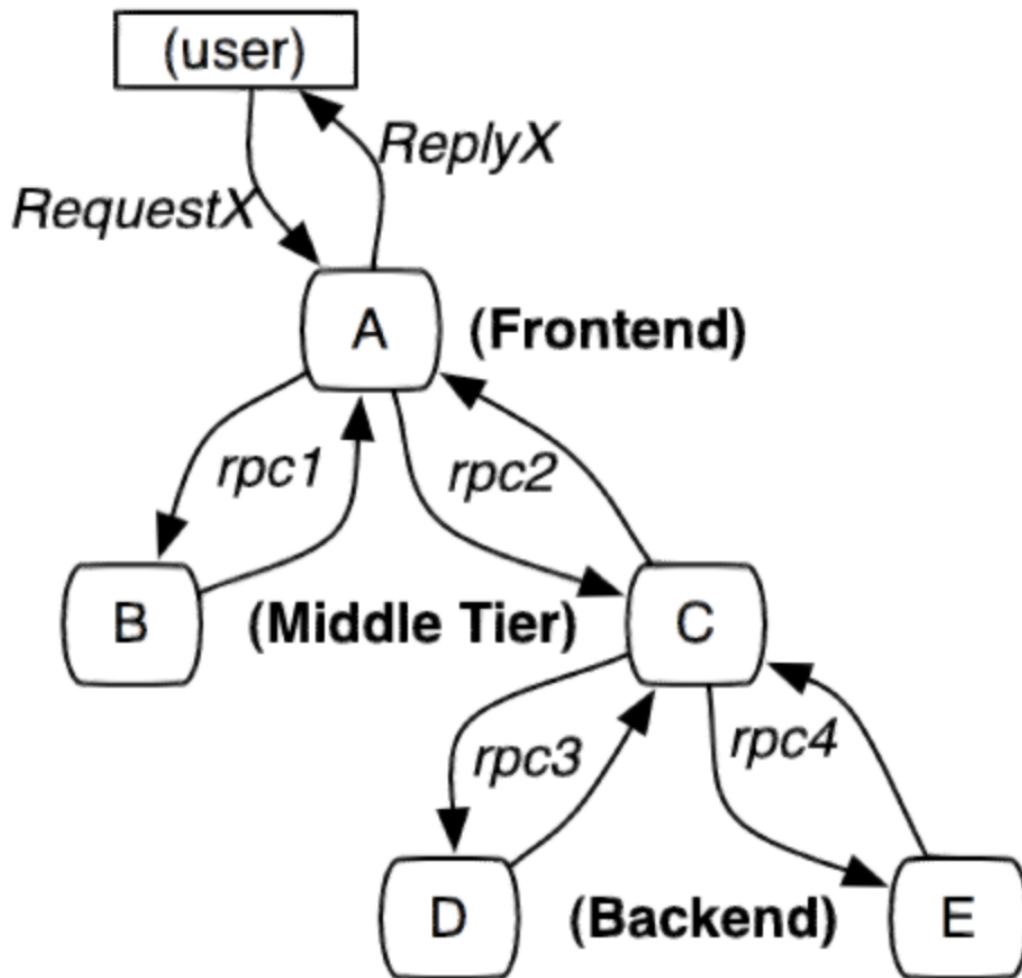 (user)
ReplyX
RequestX
A (Frontend)
rpc1 rpc2
B (Middle Tier) C
rpc3 rpc4
D (Backend) E